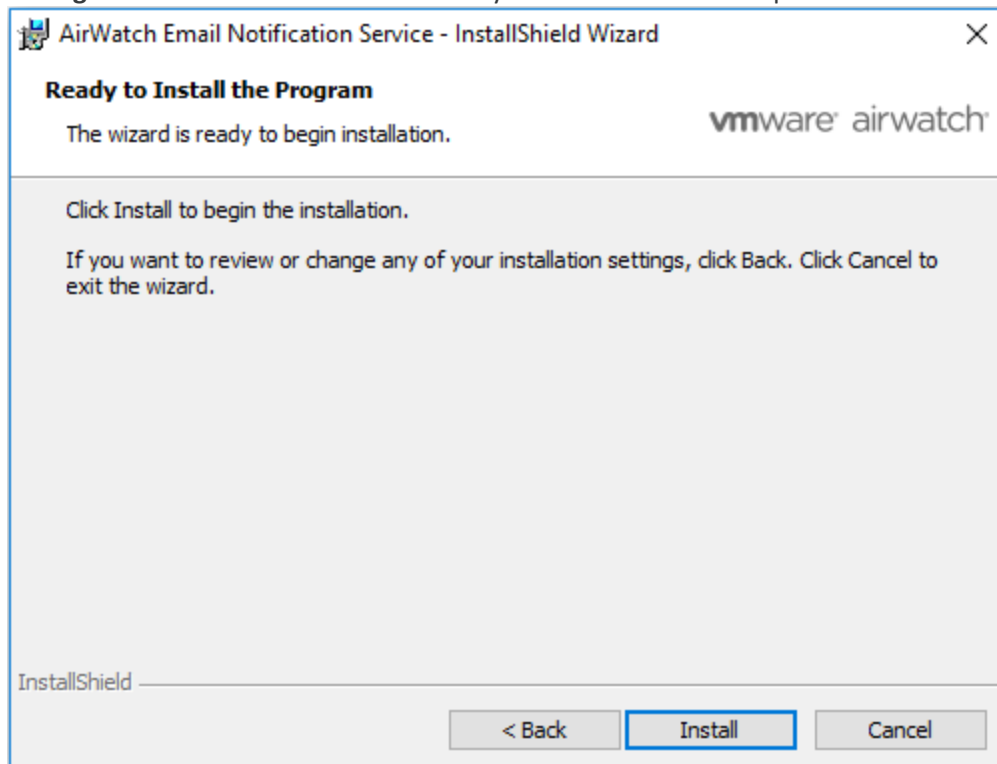 AirWatch Email Notification Service - InstallShield Wizard
Ready to Install the Program
The wizard is ready to begin installation.
vmware airwatch
Click Install to begin the installation.
If you want to review or change any of your installation settings, click Back. Click Cancel to
exit the wizard.
InstallShield
< Back
Install
Cancel